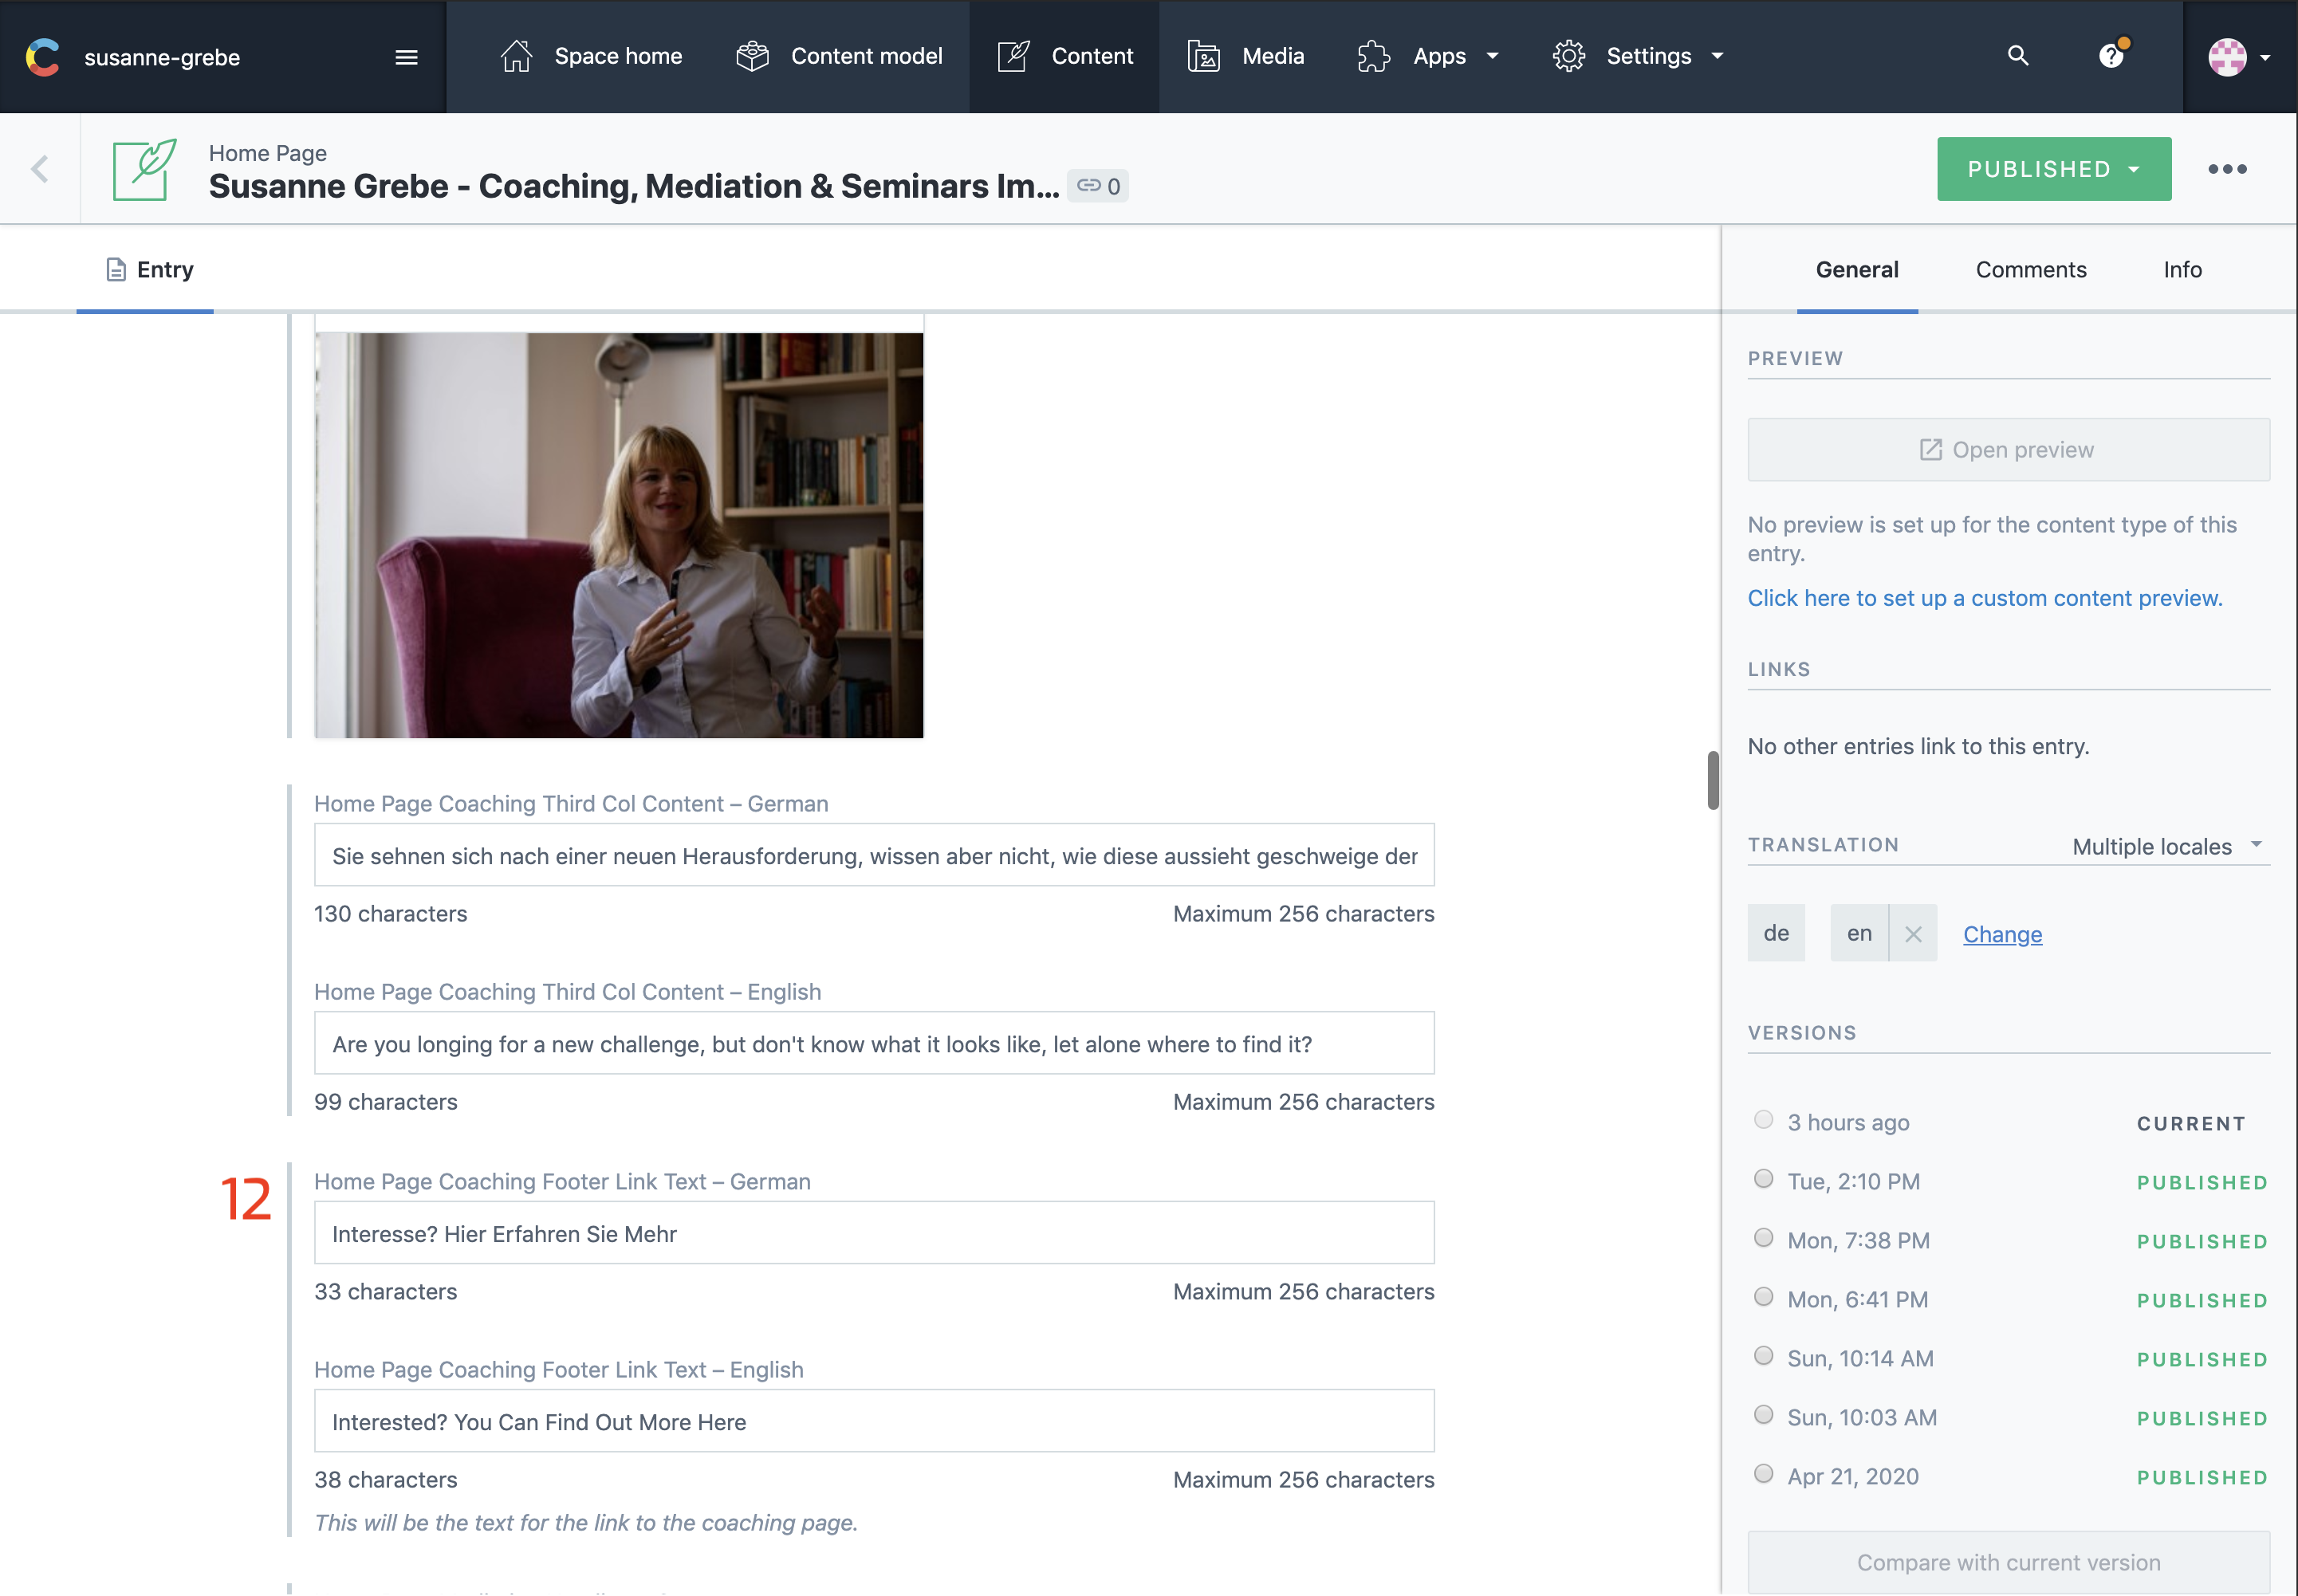 susanne-grebe
Space home
Content model
Content
Media
Apps
Settings
Home Page
Susanne Grebe - Coaching, Mediation & Seminars Im...
0
PUBLISHED
Entry
General
Comments
Info
Home Page Coaching Third Col Content – German
Sie sehnen sich nach einer neuen Herausforderung, wissen aber nicht, wie diese aussieht geschweige der
130 characters
Maximum 256 characters
Home Page Coaching Third Col Content – English
Are you longing for a new challenge, but don't know what it looks like, let alone where to find it?
99 characters
Maximum 256 characters
12
Home Page Coaching Footer Link Text – German
Interesse? Hier Erfahren Sie Mehr
33 characters
Maximum 256 characters
Home Page Coaching Footer Link Text – English
Interested? You Can Find Out More Here
38 characters
Maximum 256 characters
This will be the text for the link to the coaching page.
PREVIEW
Open preview
No preview is set up for the content type of this
entry.
Click here to set up a custom content preview.
LINKS
No other entries link to this entry.
TRANSLATION
Multiple locales
de
en
Change
VERSIONS
3 hours ago CURRENT
Tue, 2:10 PM PUBLISHED
Mon, 7:38 PM PUBLISHED
Mon, 6:41 PM PUBLISHED
Sun, 10:14 AM PUBLISHED
Sun, 10:03 AM PUBLISHED
Apr 21, 2020 PUBLISHED
Compare with current version